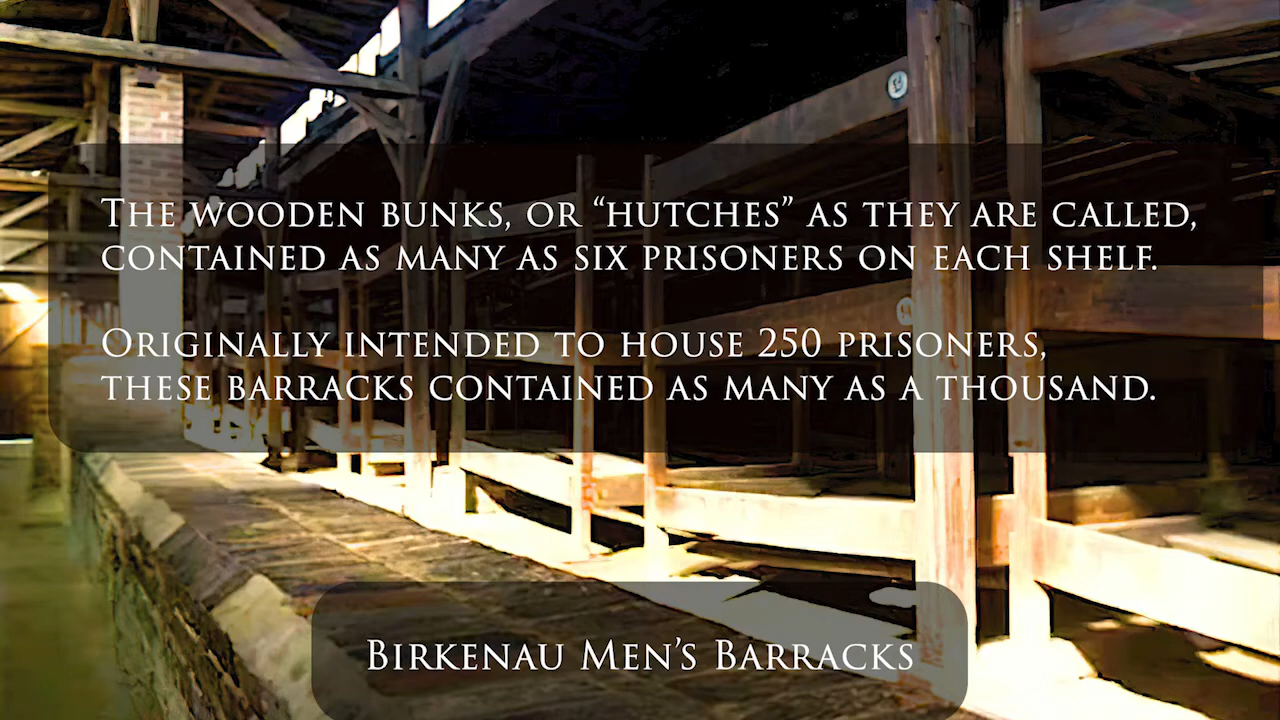 The wooden bunks, or “hutches” as they are called,
contained as many as six prisoners on each shelf.
Originally intended to house 250 prisoners,
these barracks contained as many as a thousand.
Birkenau Men’s Barracks